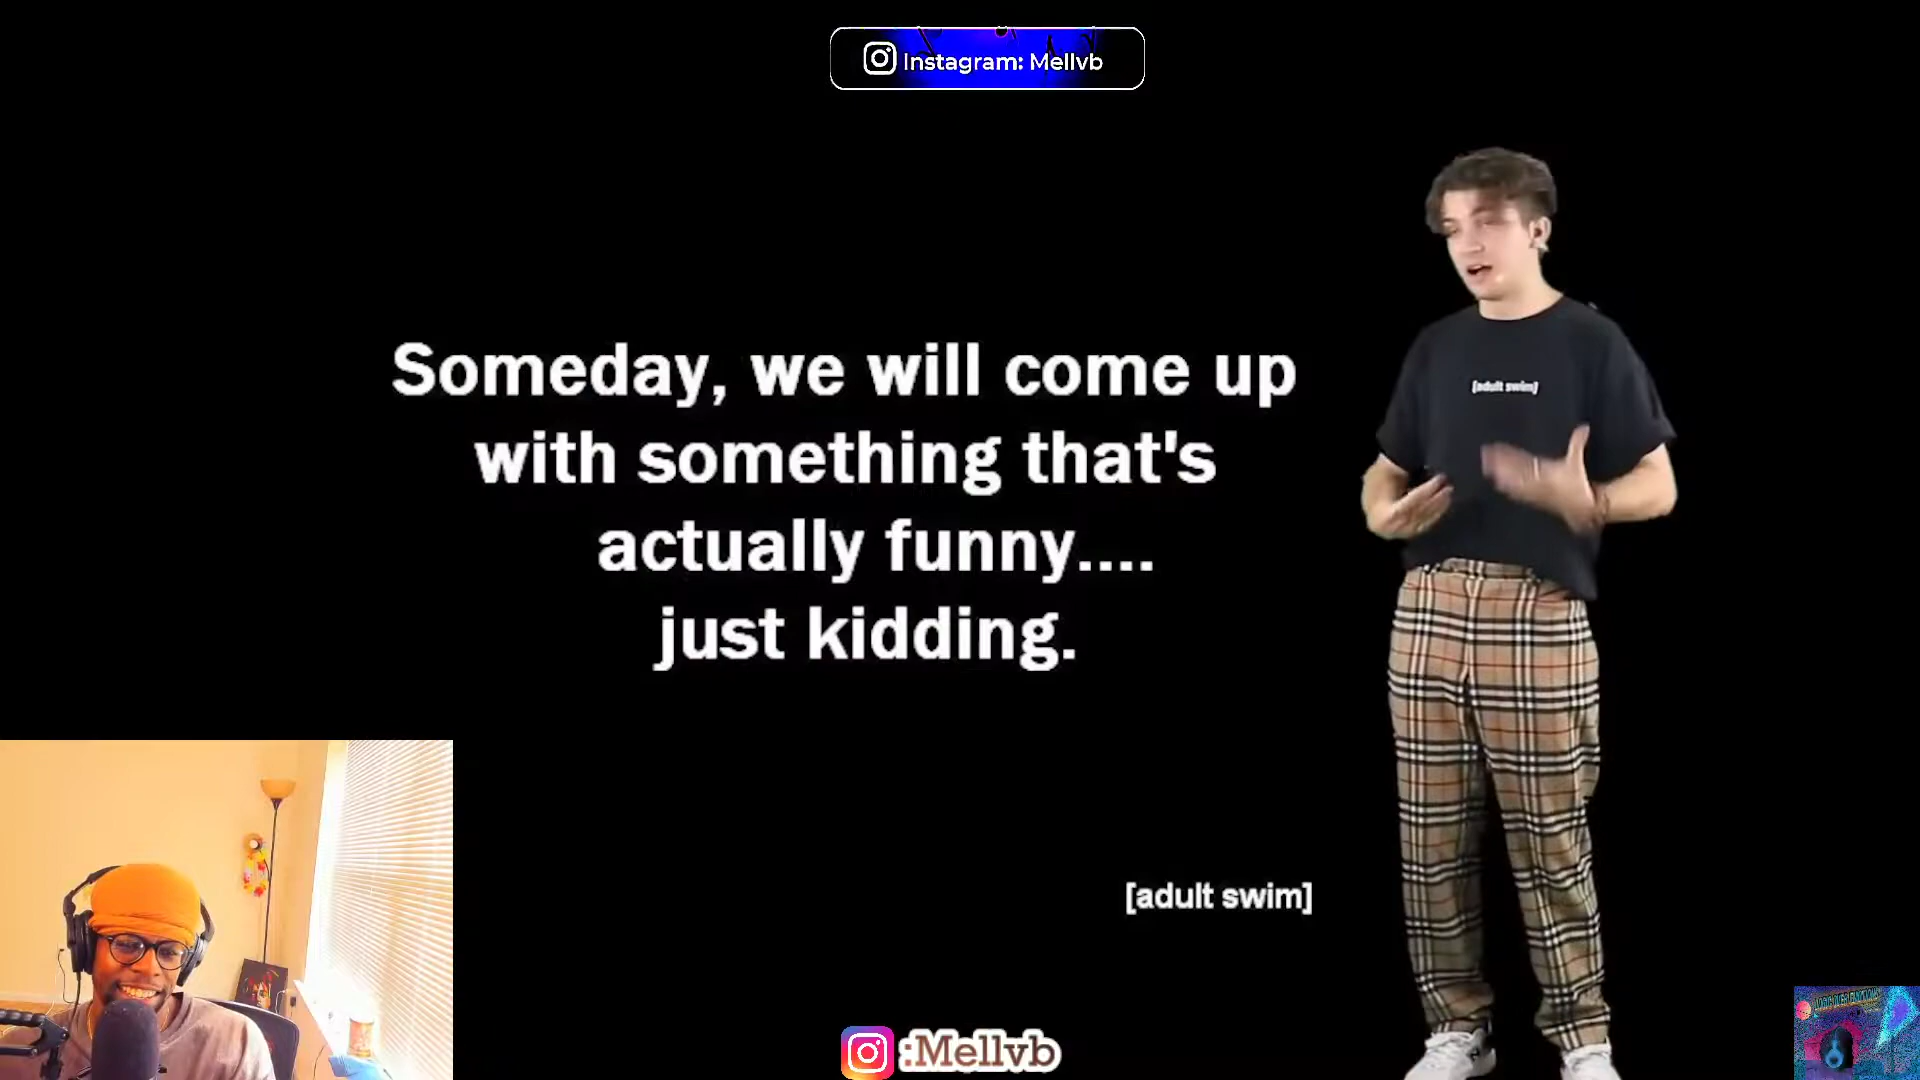 Instagram: Mellvb
Someday, we will come up
with something that's
actually funny....
just kidding.
[adult swim]
[adult swim]
:Mellvb